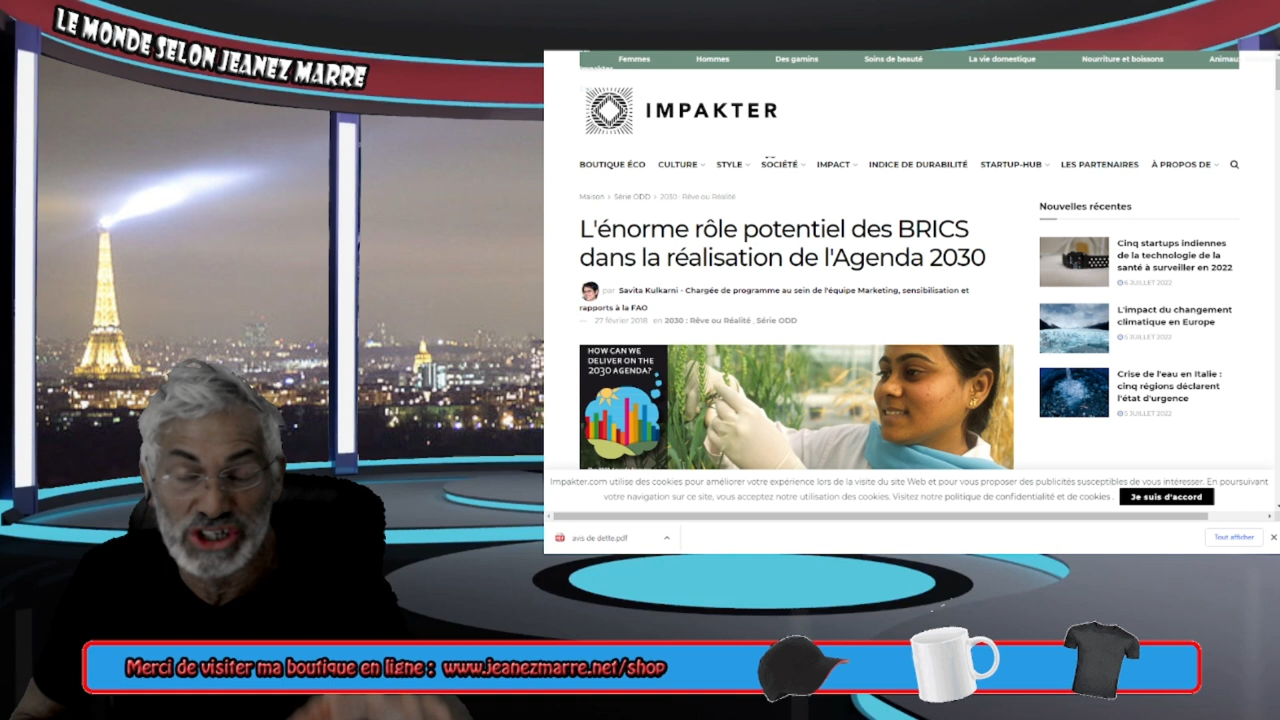 LE MONDE SELON JEANEZ MARRE
Femmes Hommes Des gamins Soins de beauté La vie domestique Nourriture et boissons Animau
IMPAKTER
BOUTIQUE ÉCO CULTURE STYLE SOCIÉTÉ IMPACT INDICE DE DURABILITÉ STARTUP-HUB LES PARTENAIRES À PROPOS DE
Maison > Série ODD > 2030 : Rêve ou Réalité
L'énorme rôle potentiel des BRICS
dans la réalisation de l'Agenda 2030
par Savita Kulkarni - Chargée de programme au sein de l'équipe Marketing, sensibilisation et
rapports à la FAO
— 27 février 2018 en 2030 : Rêve ou Réalité , Série ODD
HOW CAN WE
DELIVER ON THE
2030 AGENDA?
Nouvelles récentes
Cinq startups indiennes
de la technologie de la
santé à surveiller en 2022
6 JUILLET 2022
L'impact du changement
climatique en Europe
5 JUILLET 2022
Crise de l'eau en Italie :
cinq régions déclarent
l'état d'urgence
5 JUILLET 2022
Impakter.com utilise des cookies pour améliorer votre expérience lors de la visite du site Web et pour vous proposer des publicités susceptibles de vous intéresser. En poursuivant
votre navigation sur ce site, vous acceptez notre utilisation des cookies. Visitez notre politique de confidentialité et de cookies . Je suis d'accord
avis de dette.pdf Tout afficher
Merci de visiter ma boutique en ligne : www.jeanezmarre.net/shop